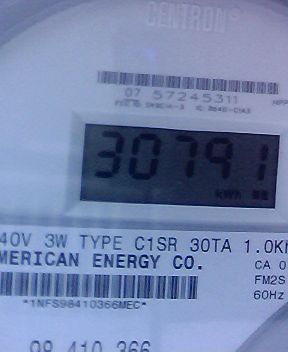 CENTRON®
07 57245311
30791
kWh
40V 3W TYPE C1SR 30TA 1.0K
MERICAN ENERGY CO.
CA 0
FM2S
60Hz
*1NFS98410366MEC*
98 410 366